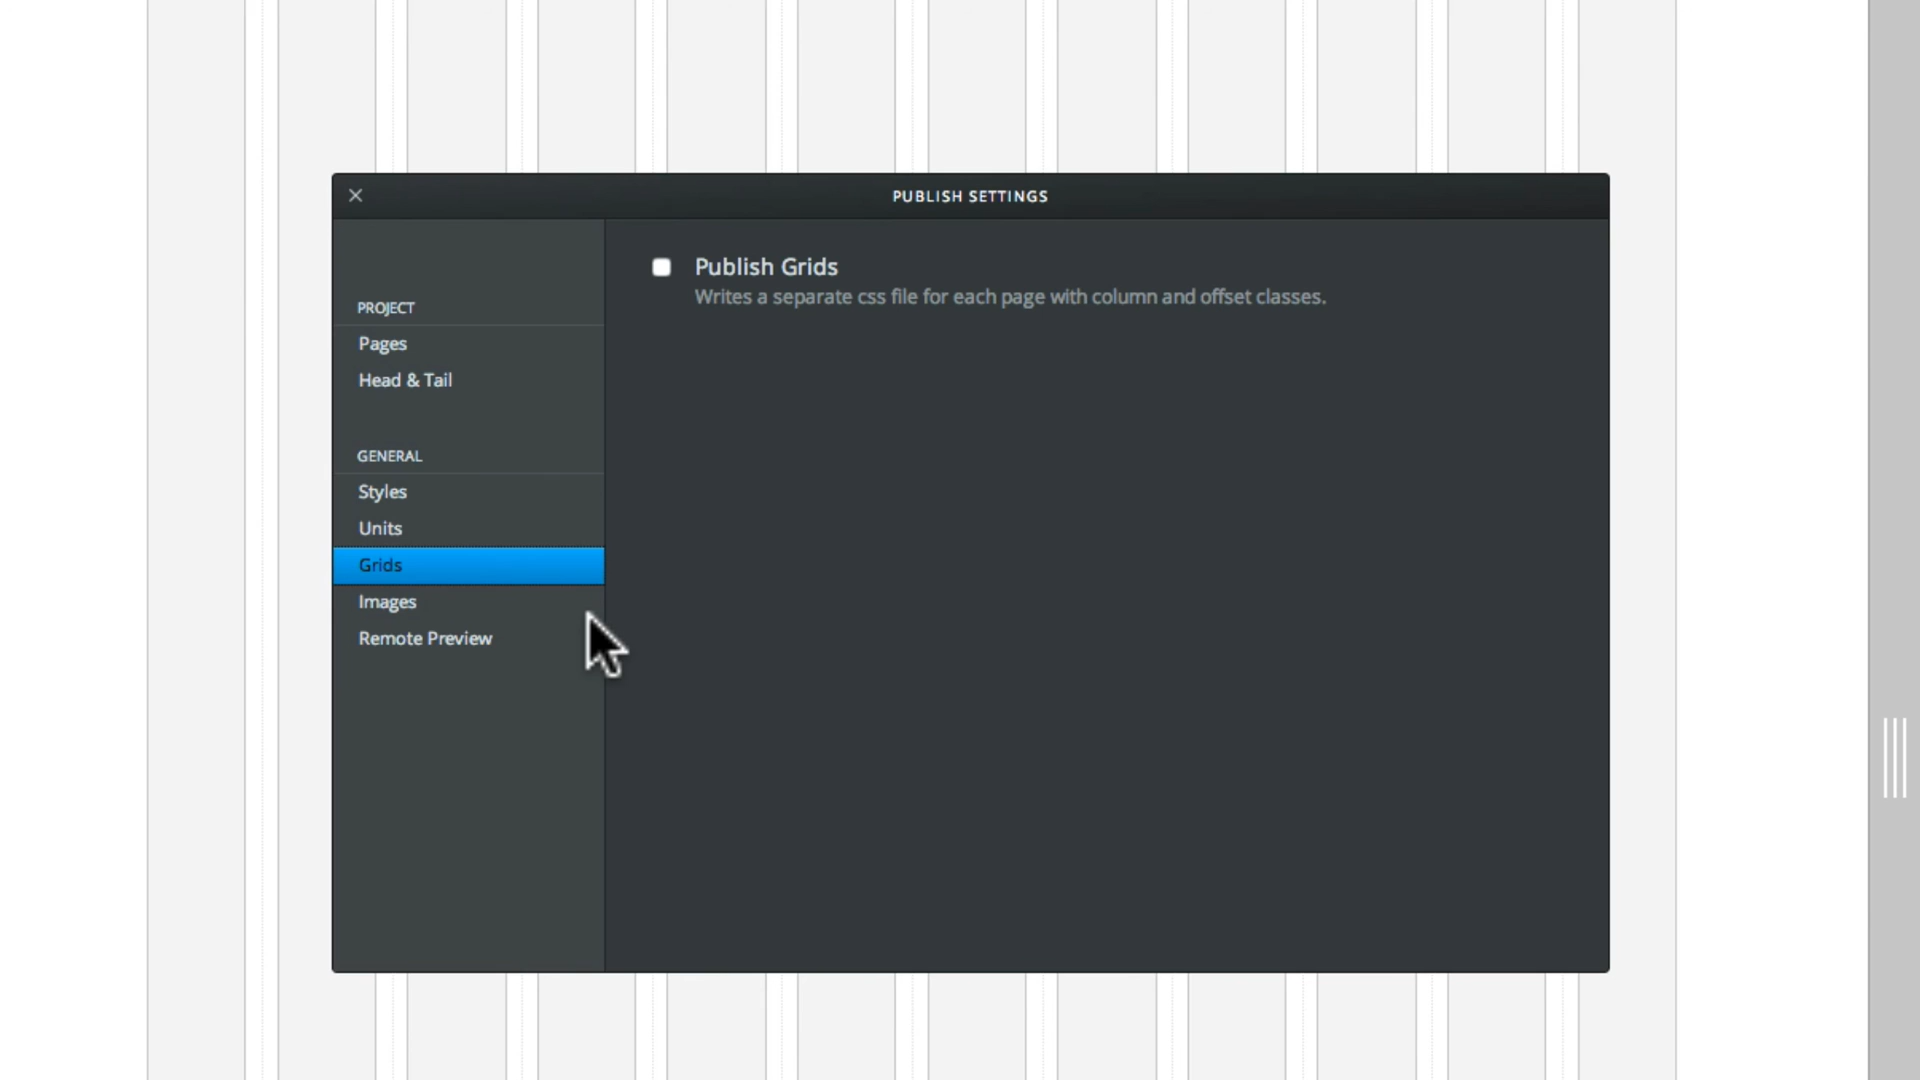 PUBLISH SETTINGS
PROJECT
Pages
Head & Tail
GENERAL
Styles
Units
Grids
Images
Remote Preview
Publish Grids
Writes a separate css file for each page with column and offset classes.